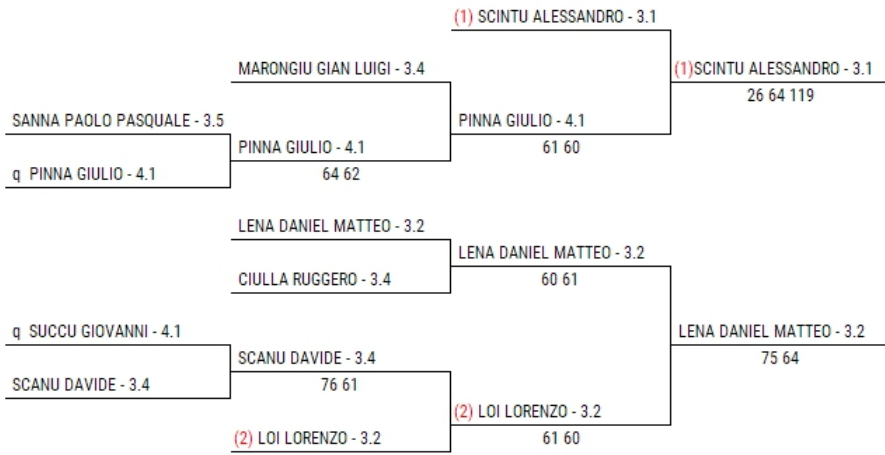 (1) SCINTU ALESSANDRO - 3.1
MARONGIU GIAN LUIGI - 3.4
(1)SCINTU ALESSANDRO - 3.1
26 64 119
SANNA PAOLO PASQUALE - 3.5
PINNA GIULIO - 4.1
PINNA GIULIO - 4.1
61 60
q PINNA GIULIO - 4.1
64 62
LENA DANIEL MATTEO - 3.2
LENA DANIEL MATTEO - 3.2
CIULLA RUGGERO - 3.4
60 61
q SUCCU GIOVANNI - 4.1
LENA DANIEL MATTEO - 3.2
SCANU DAVIDE - 3.4
75 64
SCANU DAVIDE - 3.4
76 61
(2) LOI LORENZO - 3.2
(2) LOI LORENZO - 3.2
61 60